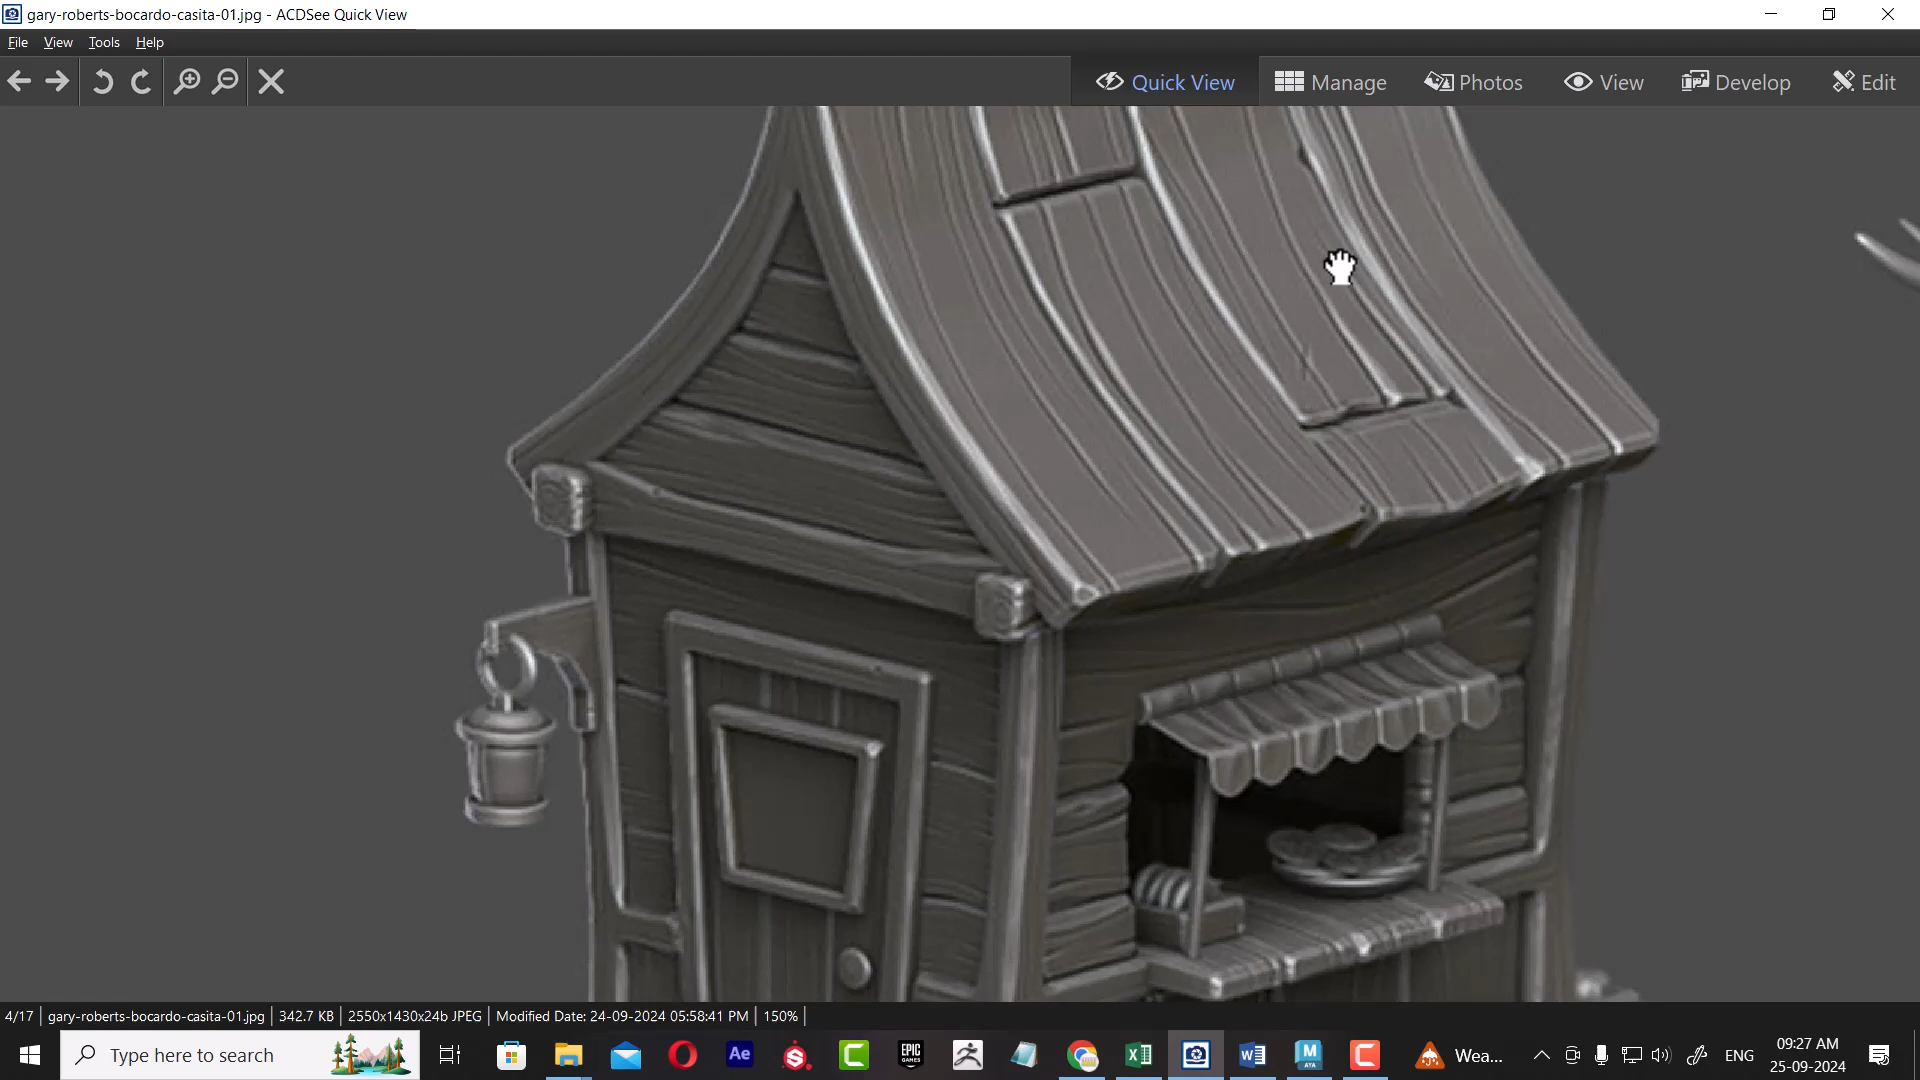 gary-roberts-bocardo-casita-01.jpg - ACDSee Quick View
File View Tools Help
Quick View Manage Photos View Develop Edit
4/17 gary-roberts-bocardo-casita-01.jpg 342.7 KB 2550x1430x24b JPEG Modified Date: 24-09-2024 05:58:41 PM 150%
Type here to search
Ae
EPIC GAMES
Wea...
ENG
09:27 AM
25-09-2024